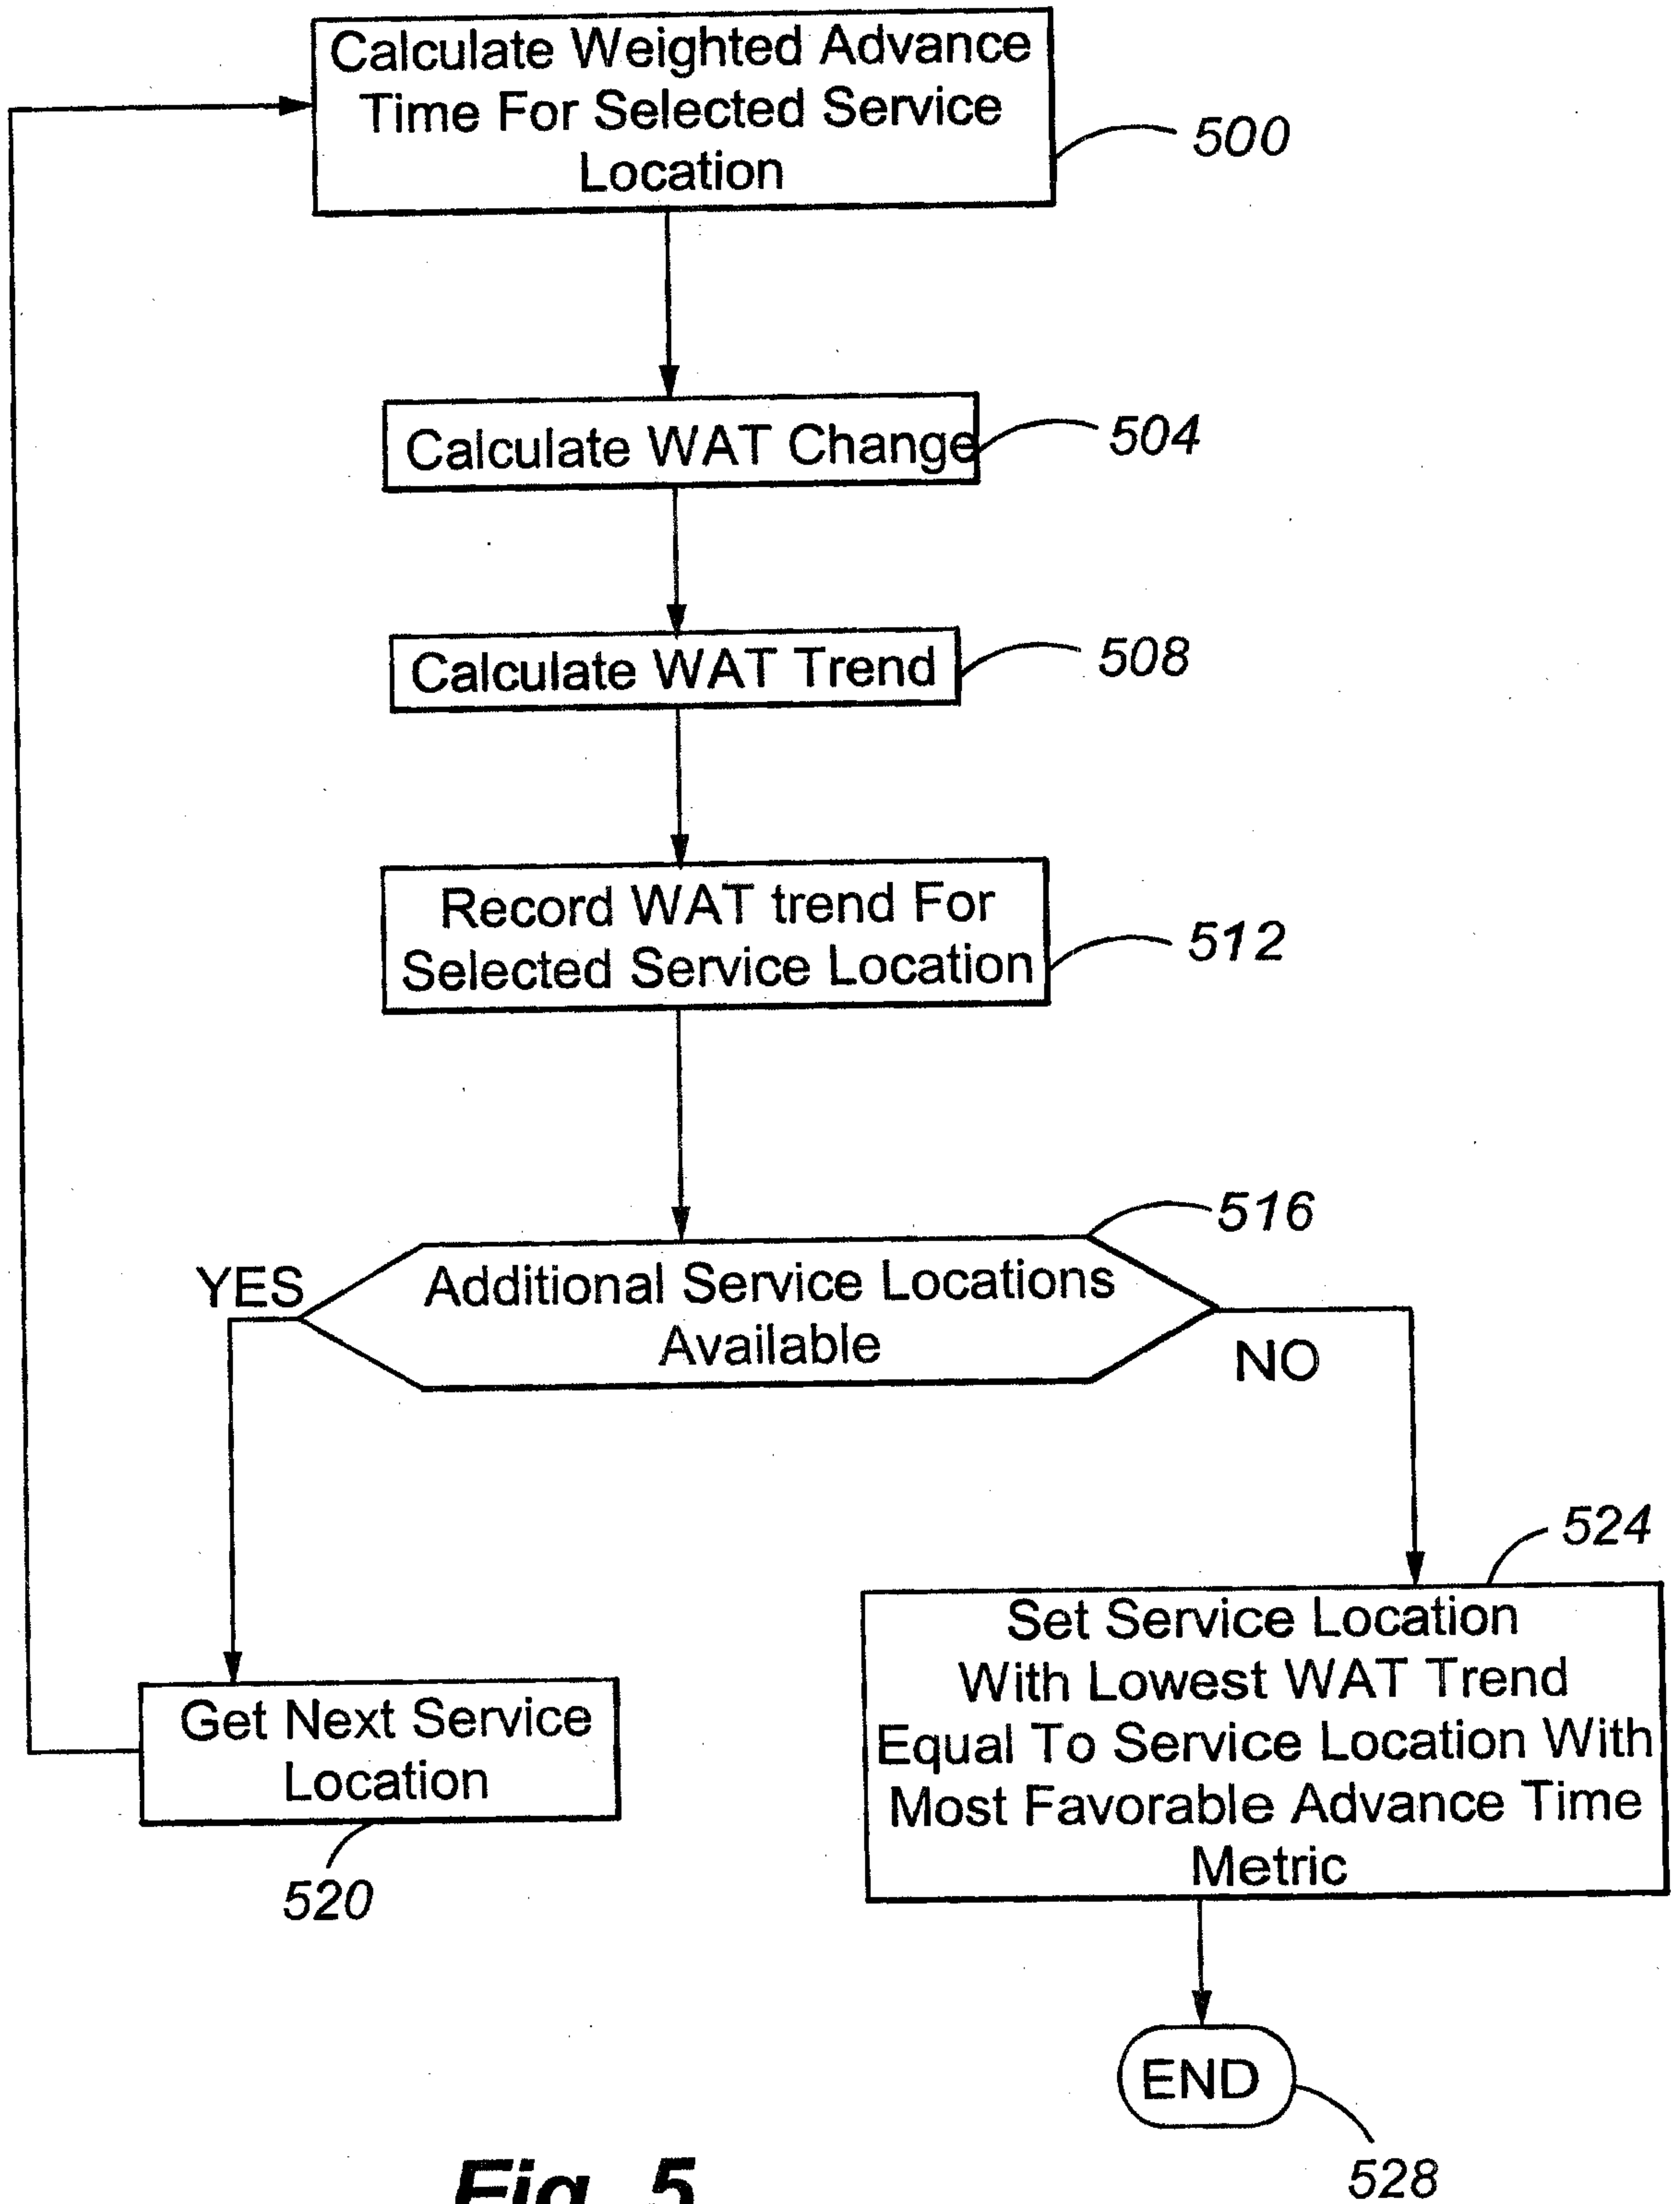 Calculate Weighted Advance
Time For Selected Service
Location
500
Calculate WAT Change
504
Calculate WAT Trend
508
Record WAT trend For
Selected Service Location
512
516
YES
Additional Service Locations
Available
NO
524
Set Service Location
With Lowest WAT Trend
Equal To Service Location With
Most Favorable Advance Time
Metric
Get Next Service
Location
520
END
528
Fig. 5